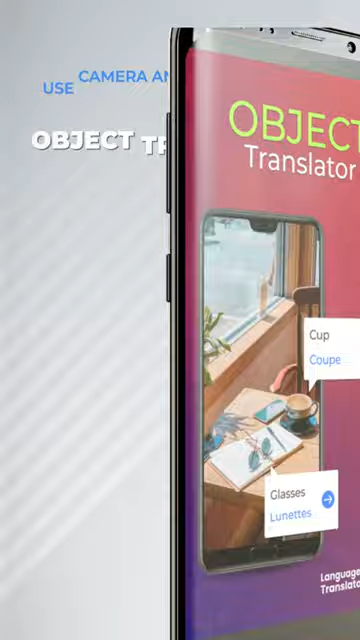 USE CAMERA AN
OBJECT TR
OBJECT
Translator
Cup
Coupe
Glasses
Lunettes
Language
Translato